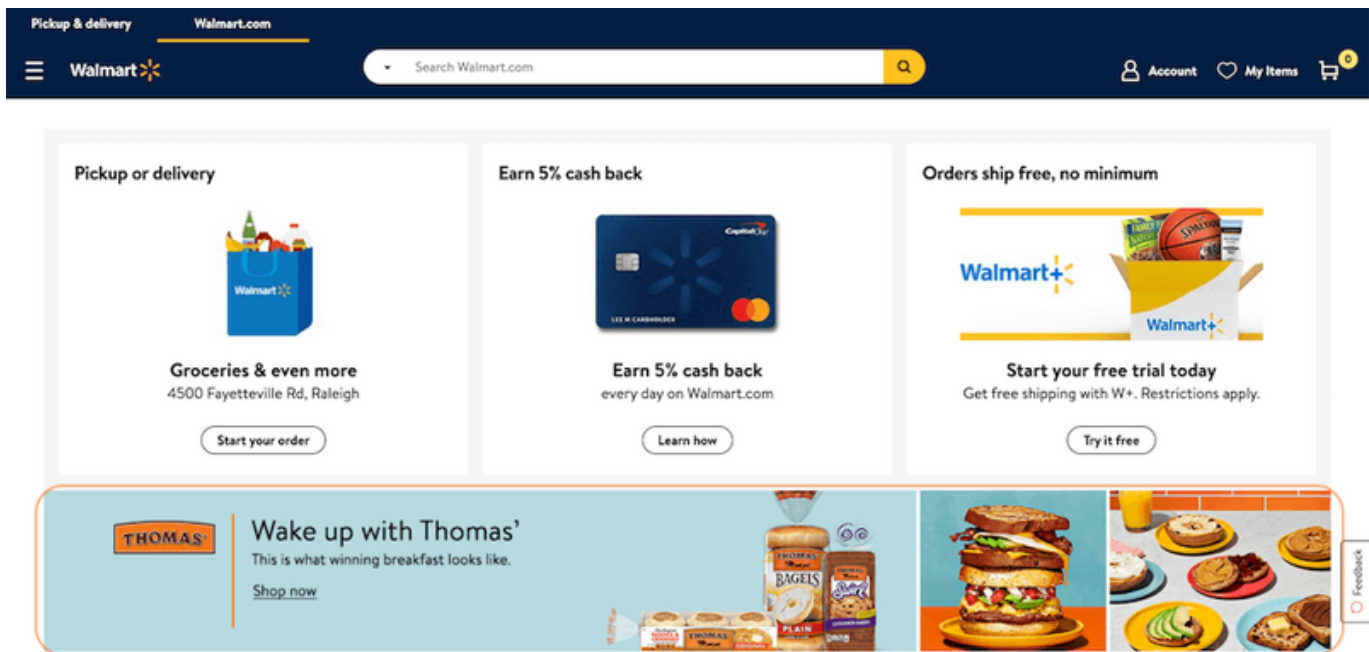 Pickup & delivery
Walmart.com
Walmart
Search Walmart.com
Account
My Items
0
Pickup or delivery
Walmart
Groceries & even more
4500 Fayetteville Rd, Raleigh
Start your order
Earn 5% cash back
Capital One
LEE M CARDHOLDER
Earn 5% cash back
every day on Walmart.com
Learn how
Orders ship free, no minimum
Walmart+
SPALDING
Walmart+
Start your free trial today
Get free shipping with W+. Restrictions apply.
Try it free
THOMAS'
Wake up with Thomas'
This is what winning breakfast looks like.
Shop now
THOMAS'
BAGELS
PLAIN
THOMAS'
Feedback